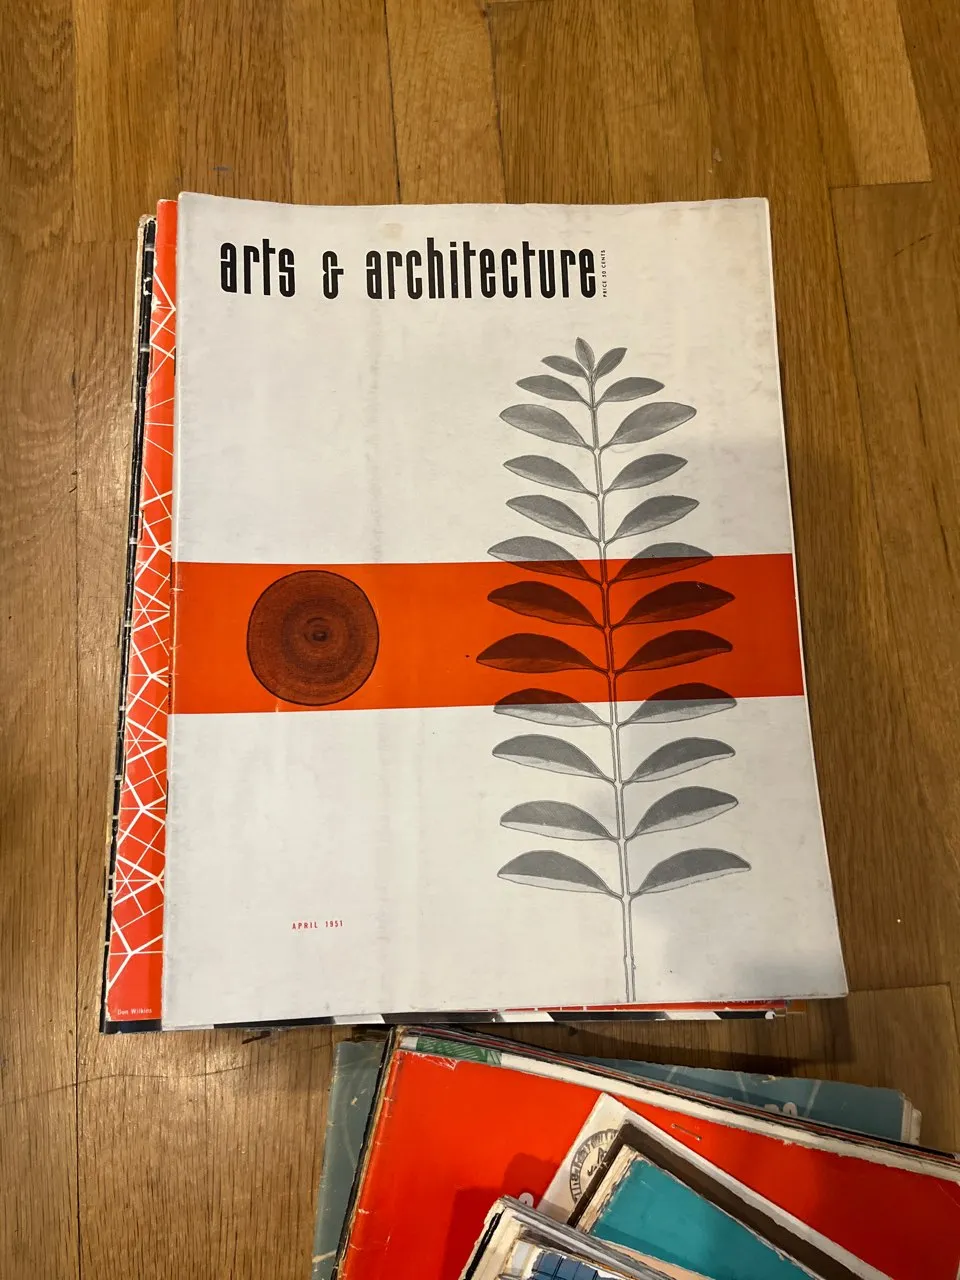 arts & architecture
PRICE 50 CENTS
APRIL 1951
Don Wilkins